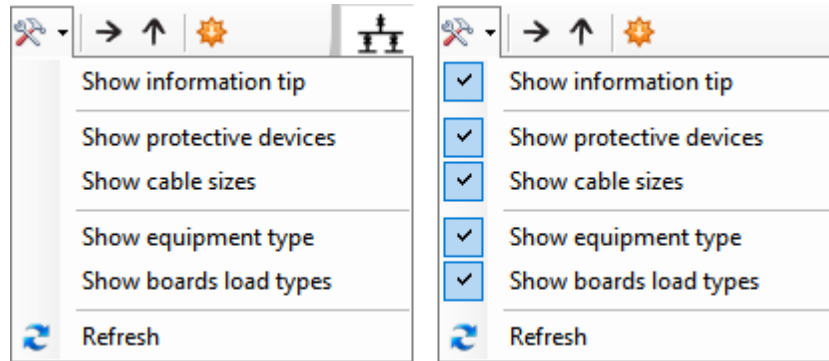 Show information tip
Show protective devices
Show cable sizes
Show equipment type
Show boards load types
Refresh
Show information tip
Show protective devices
Show cable sizes
Show equipment type
Show boards load types
Refresh